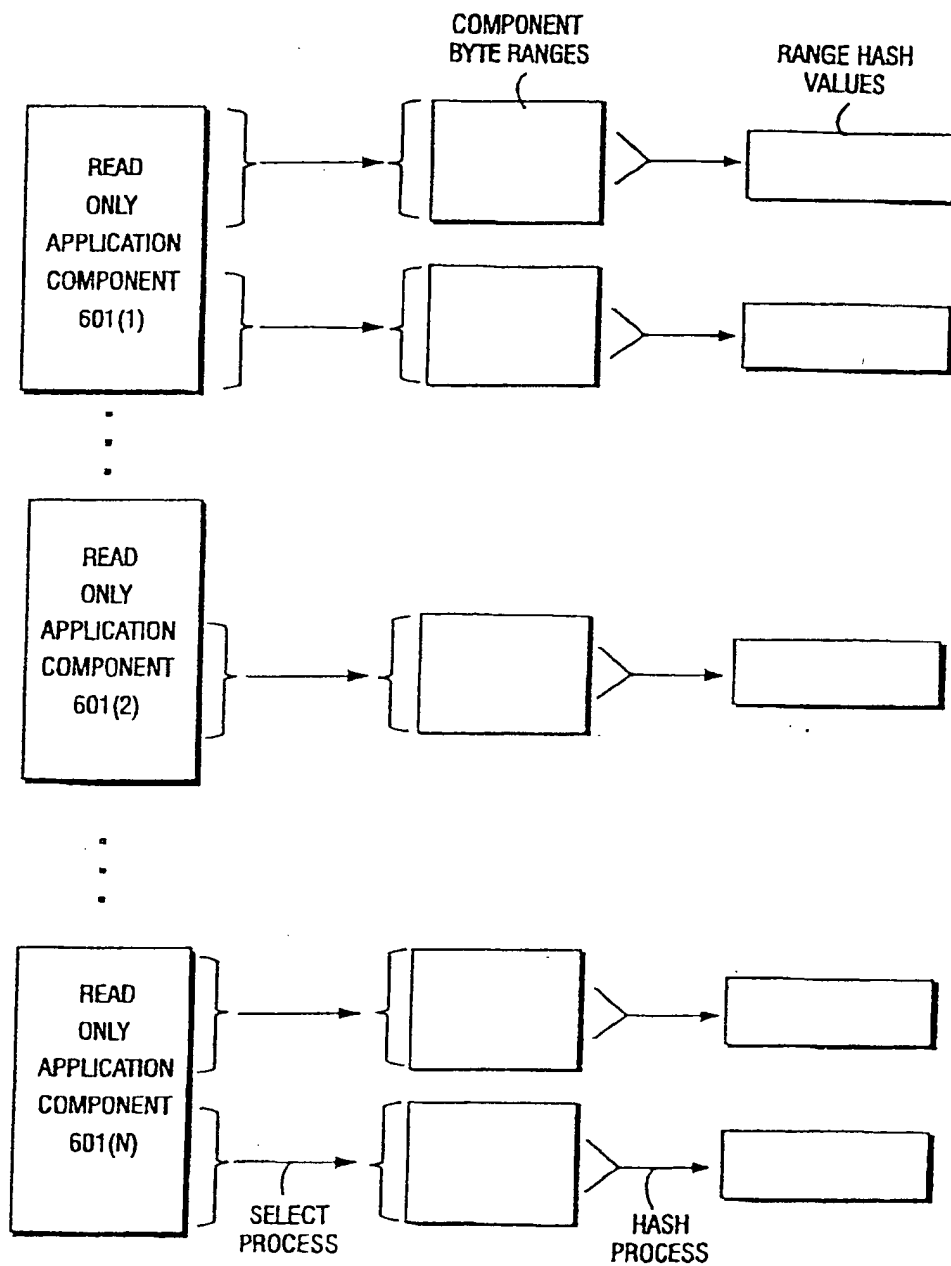 COMPONENT
BYTE RANGES
RANGE HASH
VALUES
READ
ONLY
APPLICATION
COMPONENT
601(1)
READ
ONLY
APPLICATION
COMPONENT
601(2)
READ
ONLY
APPLICATION
COMPONENT
601(N)
SELECT
PROCESS
HASH
PROCESS